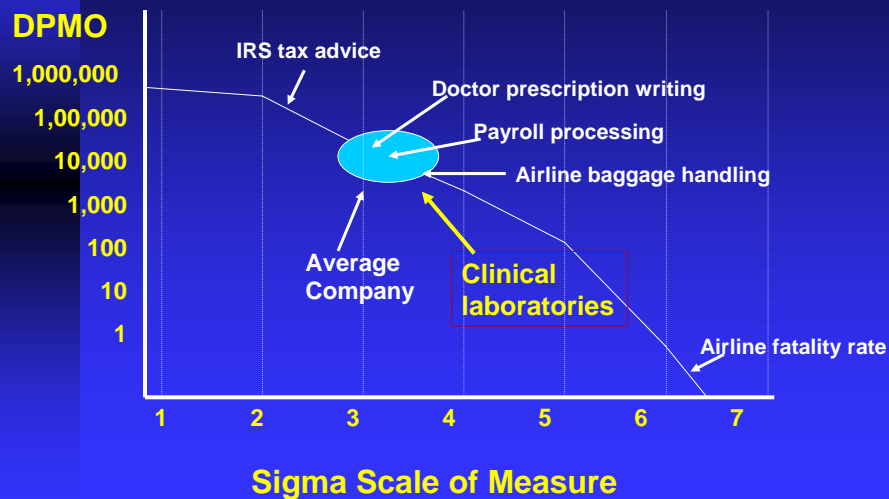 DPMO
IRS tax advice
1,000,000
Doctor prescription writing
1,00,000
Payroll processing
10,000
Airline baggage handling
1,000
100
Average
Company
Clinical
laboratories
10
1
Airline fatality rate
1 2 3 4 5 6 7
Sigma Scale of Measure